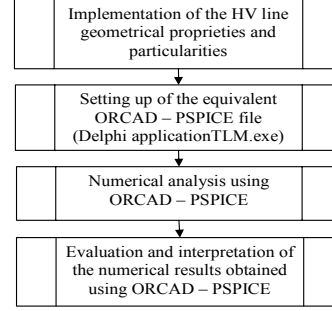 Implementation of the HV line
geometrical proprieties and
particularities
Setting up of the equivalent
ORCAD – PSPICE file
(Delphi applicationTLM.exe)
Numerical analysis using
ORCAD – PSPICE
Evaluation and interpretation of
the numerical results obtained
using ORCAD – PSPICE